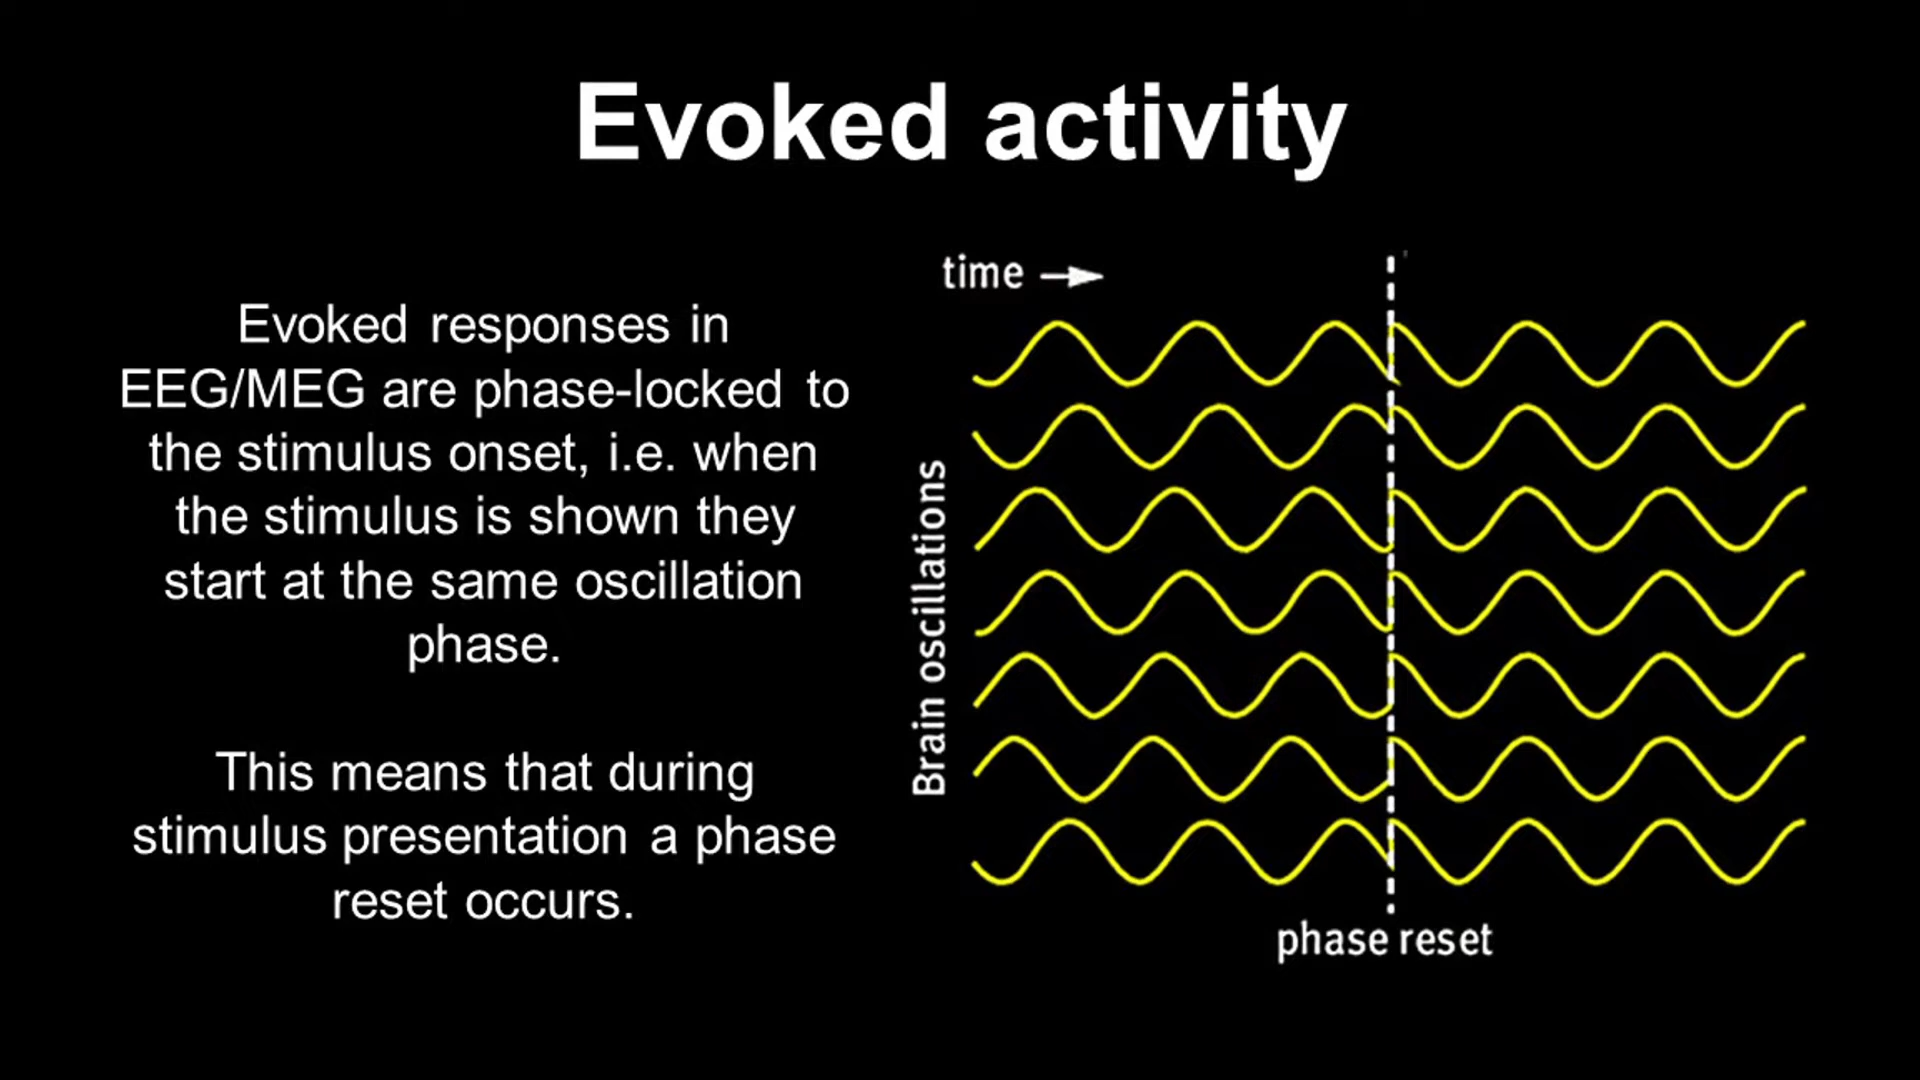 Evoked activity
Evoked responses in
EEG/MEG are phase-locked to
the stimulus onset, i.e. when
the stimulus is shown they
start at the same oscillation
phase.
This means that during
stimulus presentation a phase
reset occurs.
time
Brain oscillations
phase reset